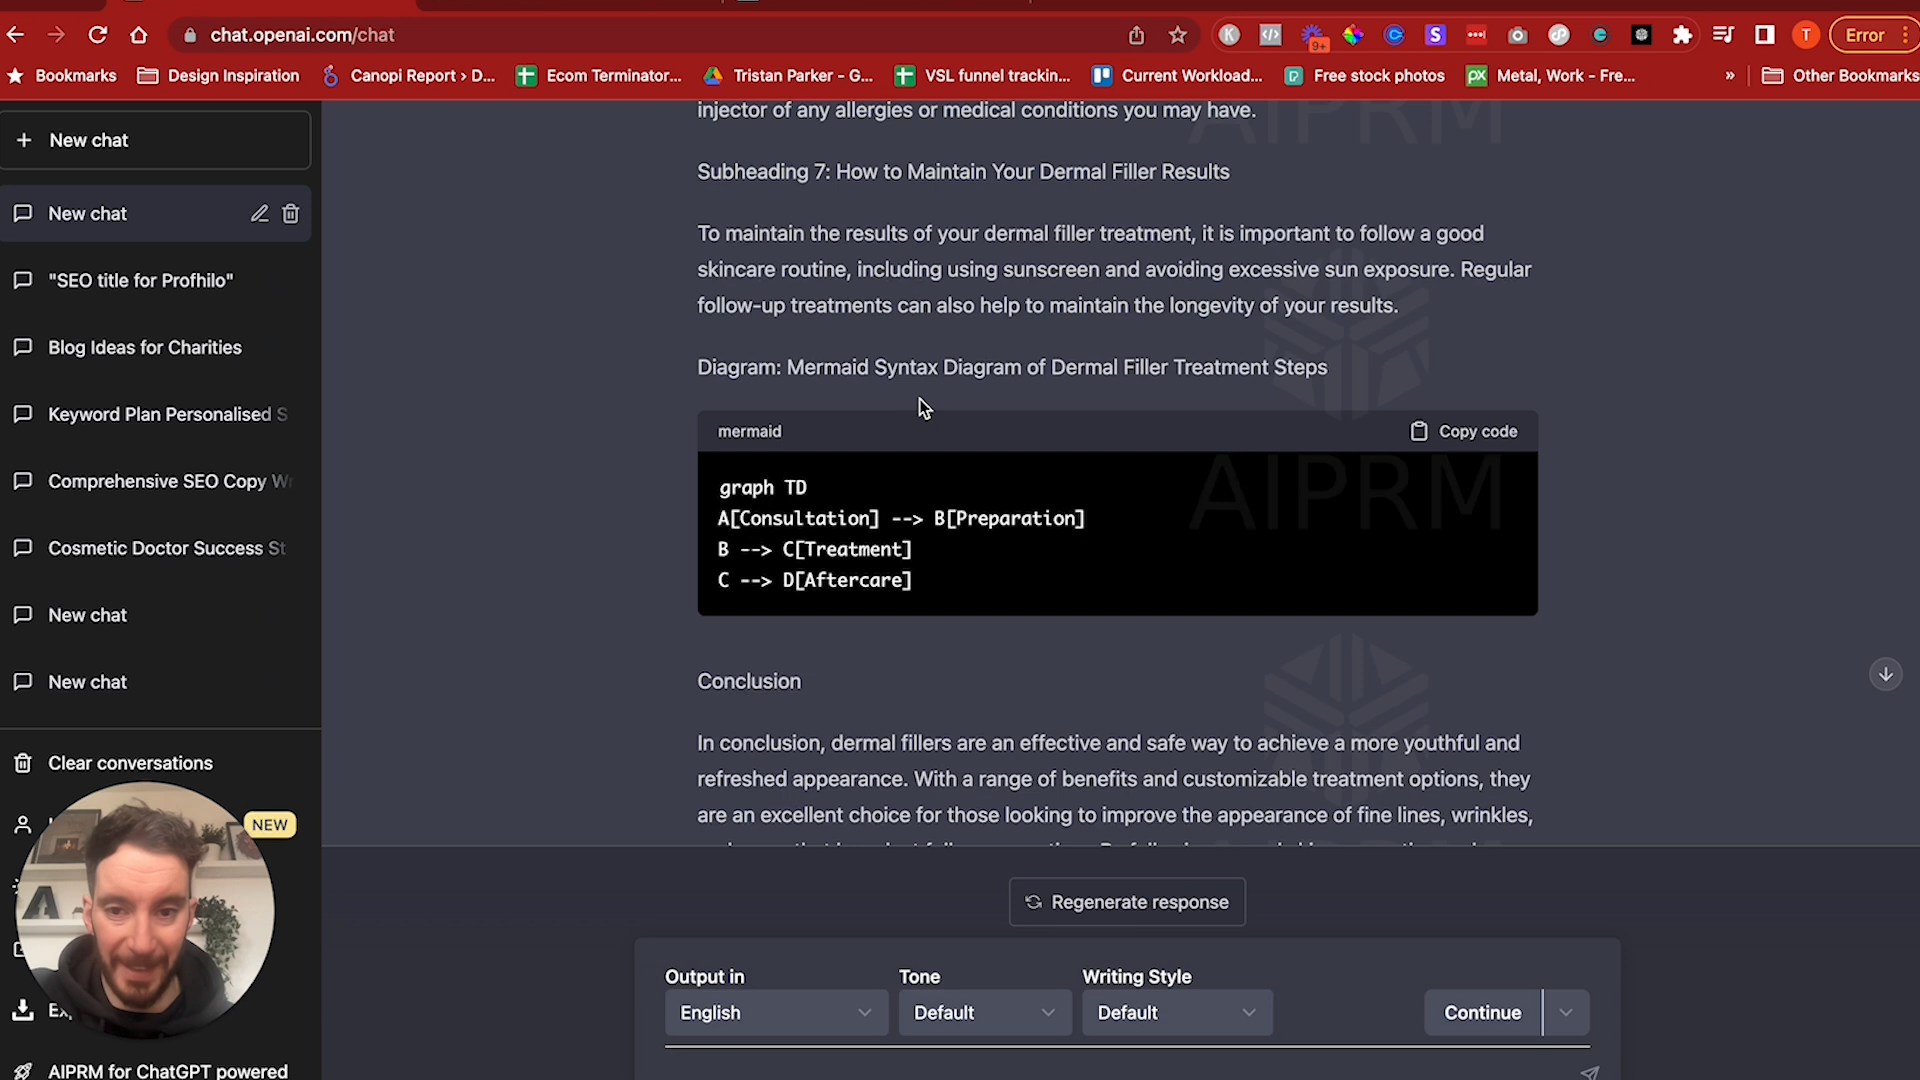 chat.openai.com/chat
9+
T
Error
Bookmarks
Design Inspiration
Canopi Report › D...
Ecom Terminator...
Tristan Parker - G...
VSL funnel trackin...
Current Workload...
Free stock photos
Metal, Work - Fre...
»
Other Bookmarks
New chat
New chat
"SEO title for Profhilo"
Blog Ideas for Charities
Keyword Plan Personalised S
Comprehensive SEO Copy Wr
Cosmetic Doctor Success St
New chat
New chat
Clear conversations
NEW
AIPRM for ChatGPT powered
injector of any allergies or medical conditions you may have.
Subheading 7: How to Maintain Your Dermal Filler Results
To maintain the results of your dermal filler treatment, it is important to follow a good
skincare routine, including using sunscreen and avoiding excessive sun exposure. Regular
follow-up treatments can also help to maintain the longevity of your results.
Diagram: Mermaid Syntax Diagram of Dermal Filler Treatment Steps
mermaid
Copy code
graph TD
A[Consultation] --> B[Preparation]
B --> C[Treatment]
C --> D[Aftercare]
AIPRM
Conclusion
In conclusion, dermal fillers are an effective and safe way to achieve a more youthful and
refreshed appearance. With a range of benefits and customizable treatment options, they
are an excellent choice for those looking to improve the appearance of fine lines, wrinkles,
Regenerate response
Output in
Tone
Writing Style
English
Default
Default
Continue